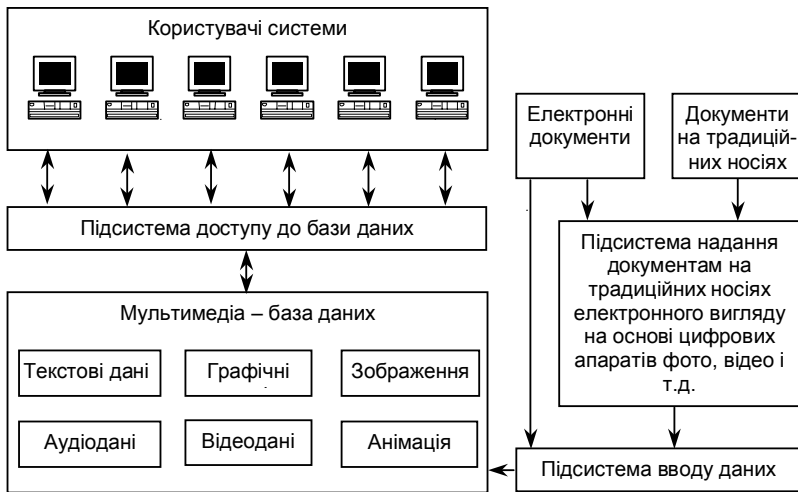 Користувачі системи
Електронні
документи
Документи
на традицій-
них носіях
Підсистема доступу до бази даних
Підсистема надання
документам на
традиційних носіях
електронного вигляду
на основі цифрових
апаратів фото, відео і
т.д.
Мультимедіа – база даних
Текстові дані
Графічні
Зображення
Аудіодані
Відеодані
Анімація
Підсистема вводу даних